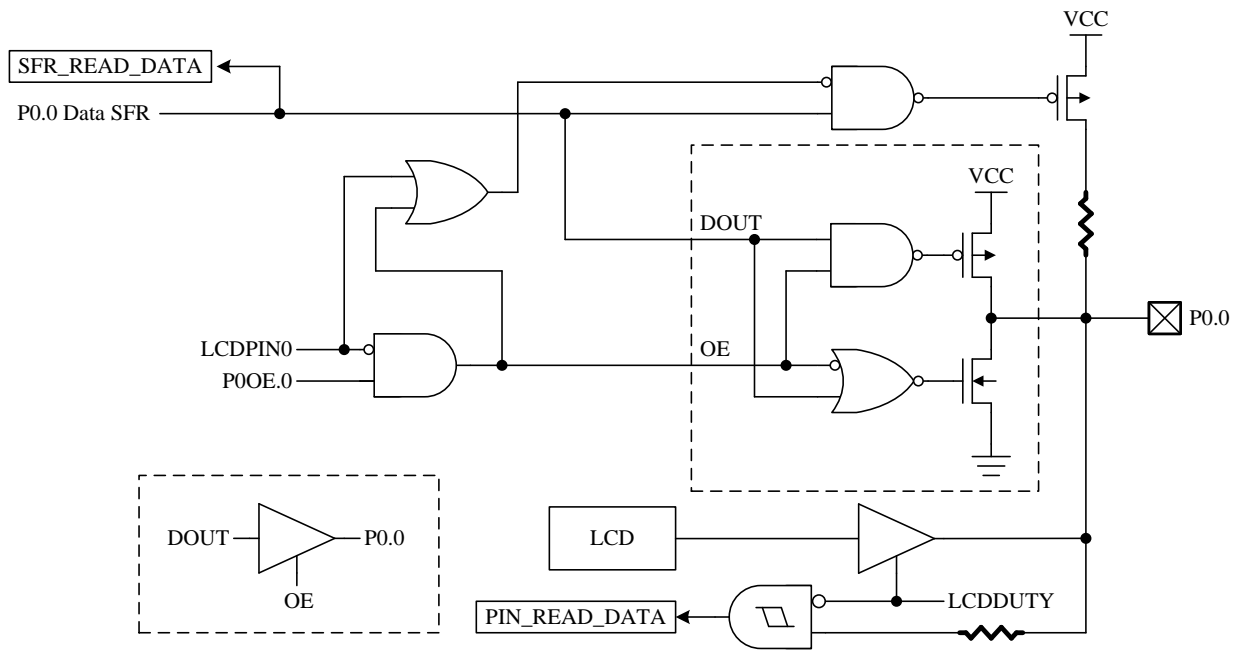 VCC
SFR_READ_DATA
P0.0 Data SFR
VCC
DOUT
P0.0
LCDPIN0
OE
P0OE.0
DOUT
P0.0
LCD
OE
LCDDUTY
PIN_READ_DATA